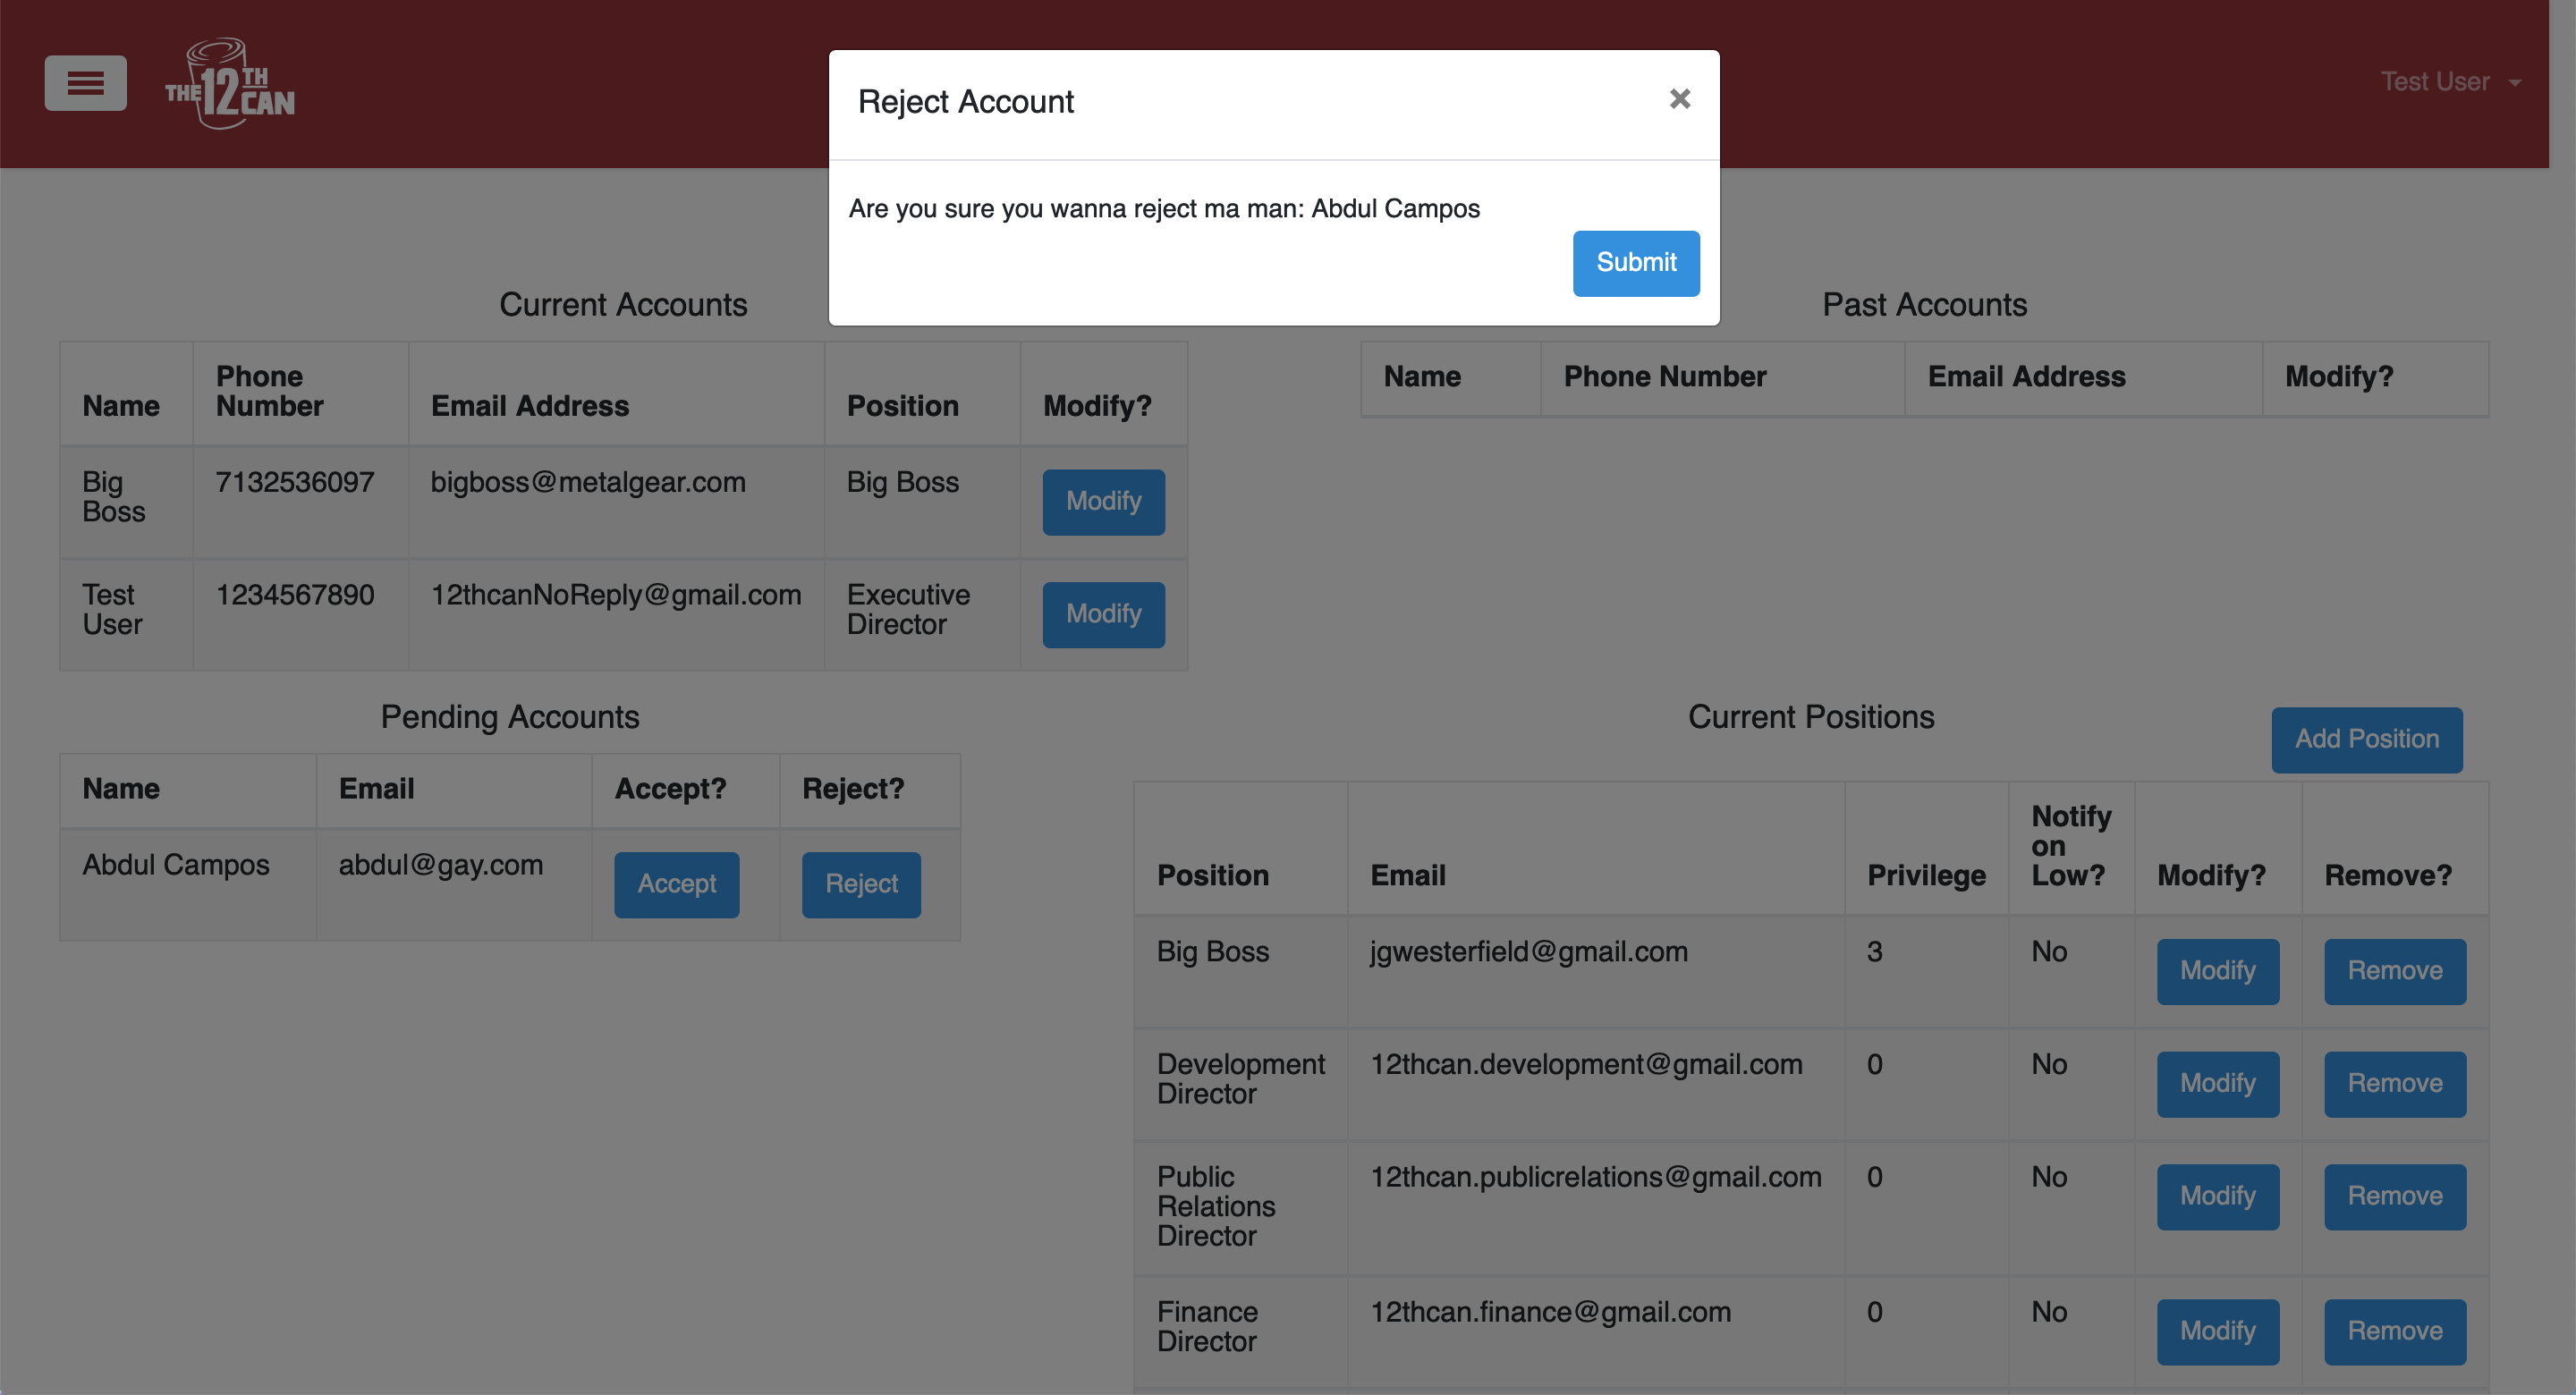 THE 12TH CAN
Test User
Reject Account
×
Are you sure you wanna reject ma man: Abdul Campos
Submit
Current Accounts
Name Phone Number Email Address Position Modify?
Big Boss 7132536097 bigboss@metalgear.com Big Boss Modify
Test User 1234567890 12thcanNoReply@gmail.com Executive Director Modify
Past Accounts
Name Phone Number Email Address Modify?
Pending Accounts
Name Email Accept? Reject?
Abdul Campos abdul@gay.com Accept Reject
Current Positions
Add Position
Position Email Privilege Notify on Low? Modify? Remove?
Big Boss jgwesterfield@gmail.com 3 No Modify Remove
Development Director 12thcan.development@gmail.com 0 No Modify Remove
Public Relations Director 12thcan.publicrelations@gmail.com 0 No Modify Remove
Finance Director 12thcan.finance@gmail.com 0 No Modify Remove